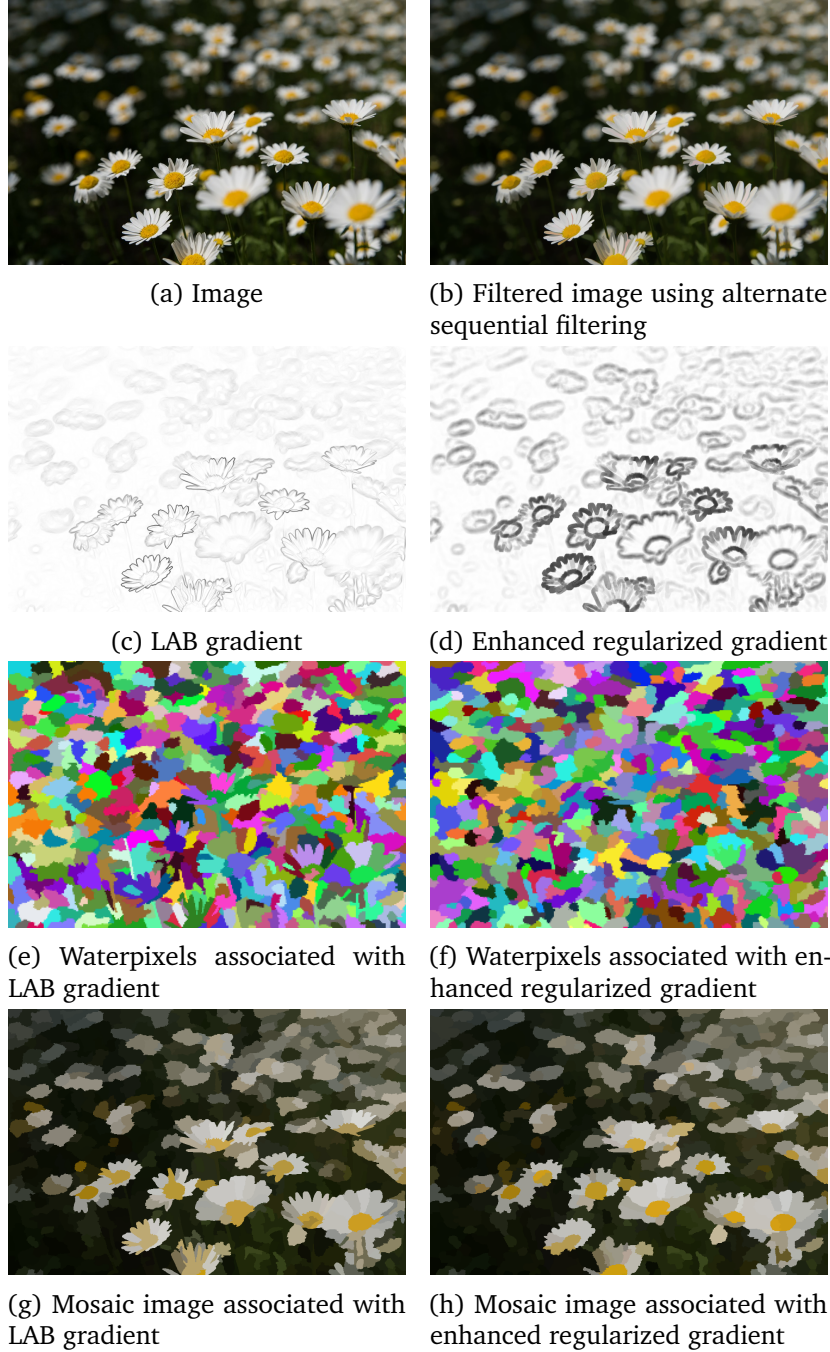 (a) Image
(b) Filtered image using alternate
sequential filtering
(c) LAB gradient
(d) Enhanced regularized gradient
(e) Waterpixels associated with
LAB gradient
(f) Waterpixels associated with en-
hanced regularized gradient
(g) Mosaic image associated with
LAB gradient
(h) Mosaic image associated with
enhanced regularized gradient